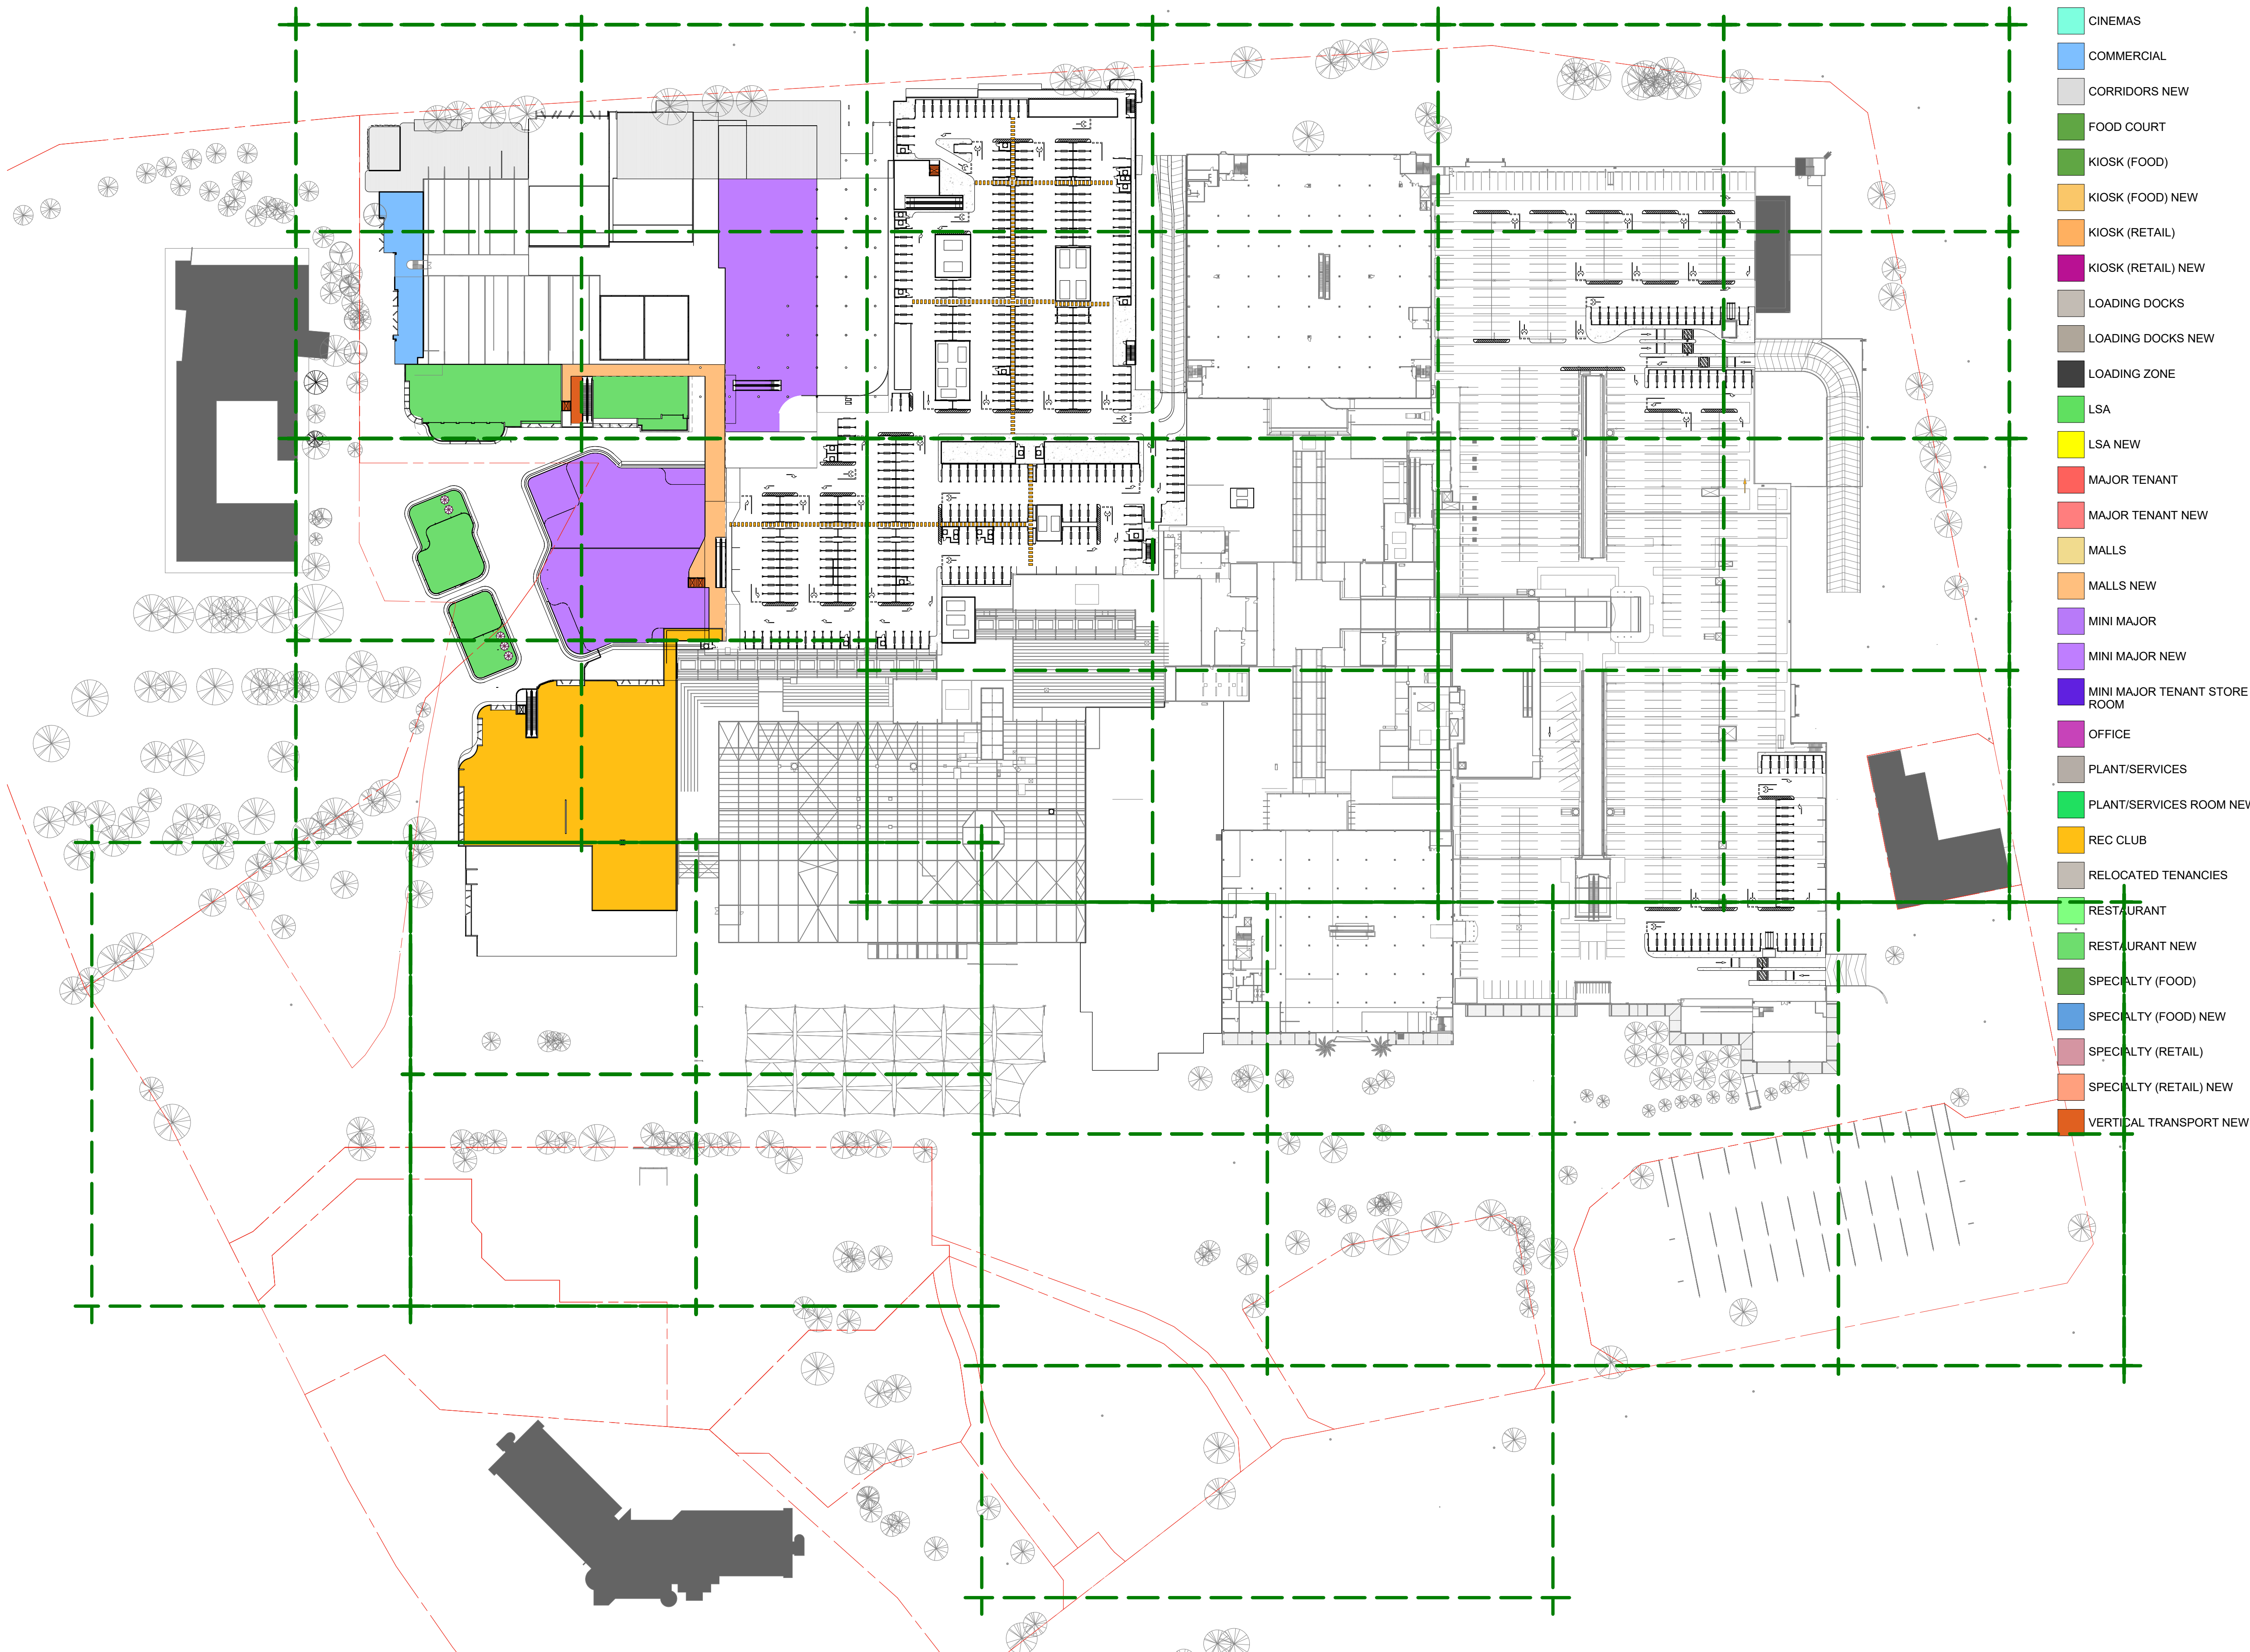 CINEMAS
COMMERCIAL
CORRIDORS NEW
FOOD COURT
KIOSK (FOOD)
KIOSK (FOOD) NEW
KIOSK (RETAIL)
KIOSK (RETAIL) NEW
LOADING DOCKS
LOADING DOCKS NEW
LOADING ZONE
LSA
LSA NEW
MAJOR TENANT
MAJOR TENANT NEW
MALLS
MALLS NEW
MINI MAJOR
MINI MAJOR NEW
MINI MAJOR TENANT STORE
ROOM
OFFICE
PLANT/SERVICES
PLANT/SERVICES ROOM NEW
REC CLUB
RELOCATED TENANCIES
RESTAURANT
RESTAURANT NEW
SPECIALTY (FOOD)
SPECIALTY (FOOD) NEW
SPECIALTY (RETAIL)
SPECIALTY (RETAIL) NEW
VERTICAL TRANSPORT NEW